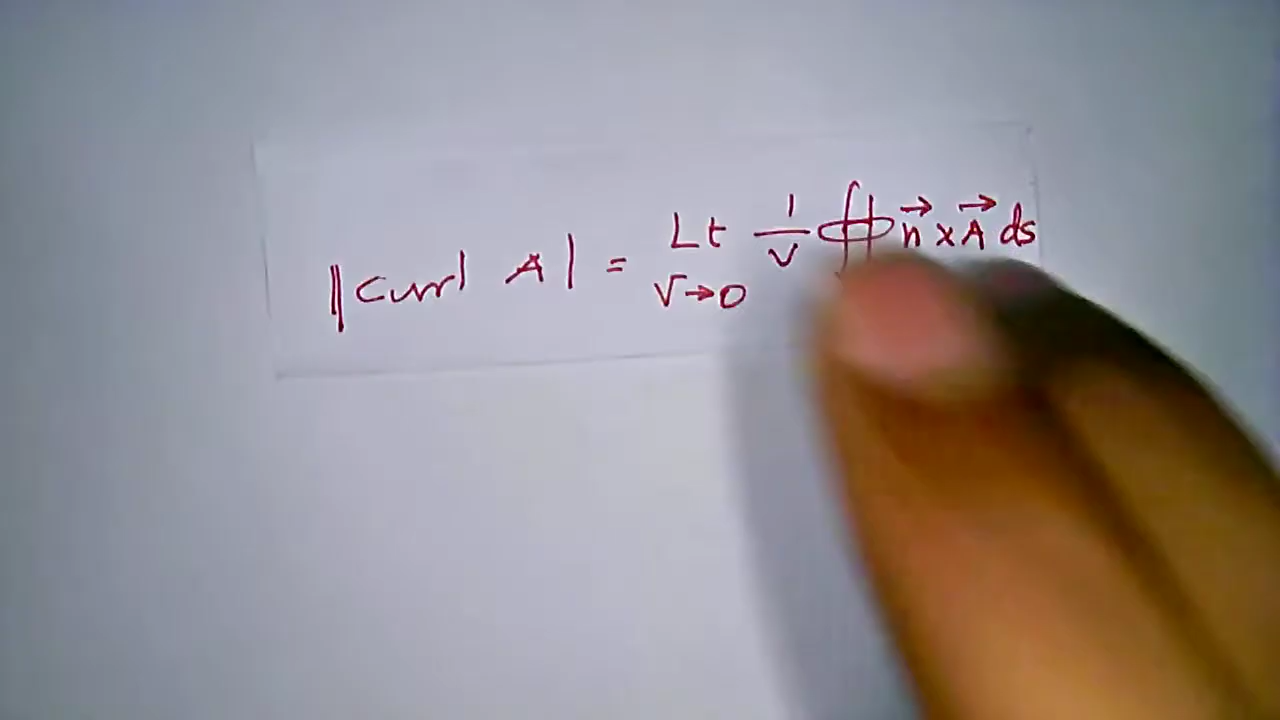 |Curl A| = Lt V→0 1/V ∯ n⃗ × A⃗ ds